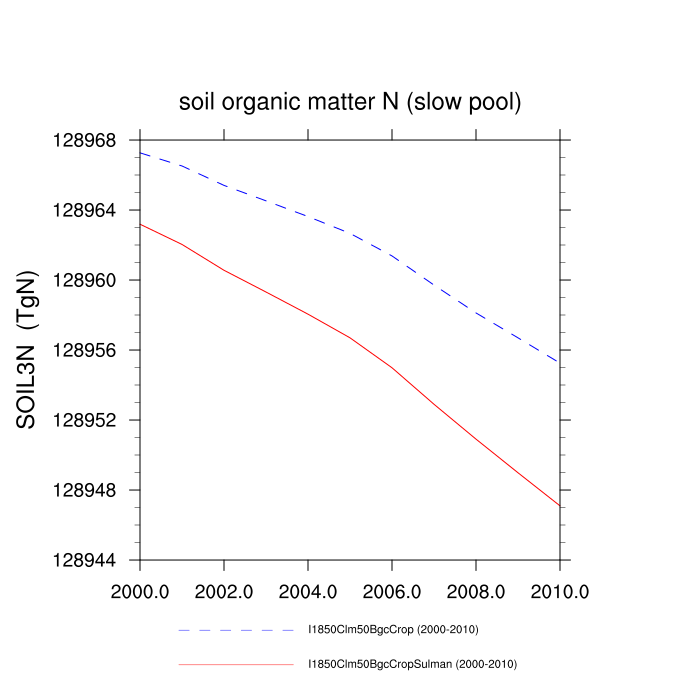 soil organic matter N (slow pool)
128968
128964
128960
128956
128952
128948
128944
SOIL3N (TgN)
2000.0 2002.0 2004.0 2006.0 2008.0 2010.0
I1850Clm50BgcCrop (2000-2010)
I1850Clm50BgcCropSulman (2000-2010)